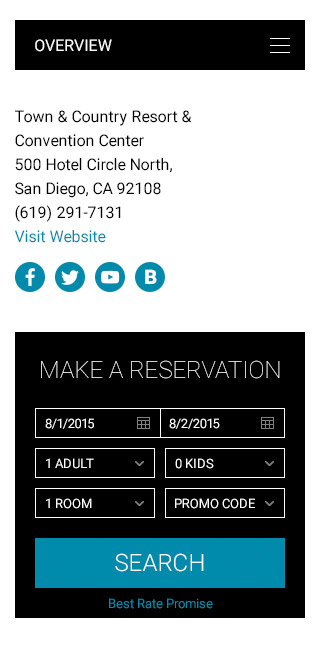 OVERVIEW
Town & Country Resort &
Convention Center
500 Hotel Circle North,
San Diego, CA 92108
(619) 291-7131
Visit Website
MAKE A RESERVATION
8/1/2015 8/2/2015
1 ADULT 0 KIDS
1 ROOM PROMO CODE
SEARCH
Best Rate Promise